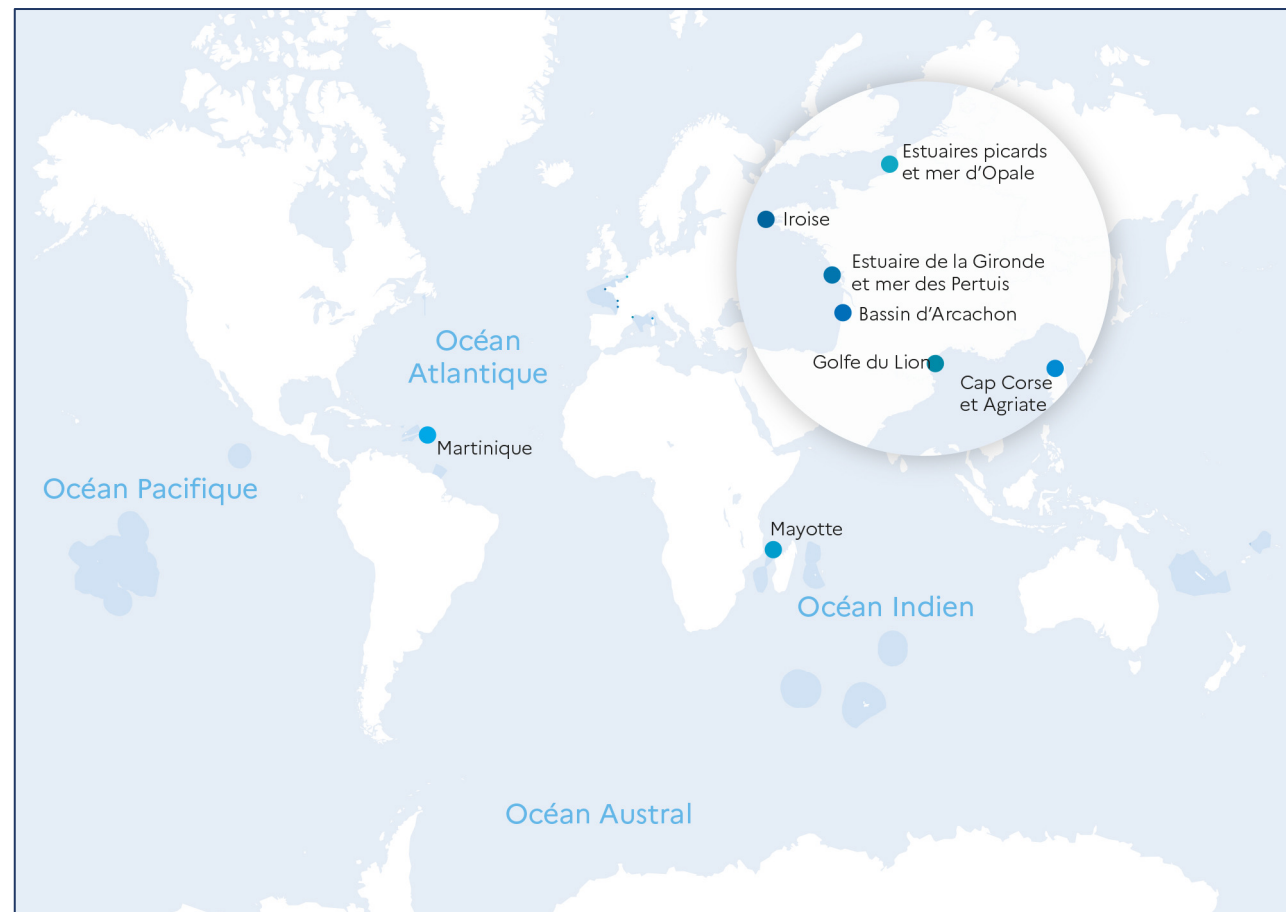 Estuaires picards
et mer d'Opale
Iroise
Estuaire de la Gironde
et mer des Pertuis
Bassin d'Arcachon
Golfe du Lion
Cap Corse
et Agriate
Océan
Atlantique
Martinique
Océan Pacifique
Mayotte
Océan Indien
Océan Austral